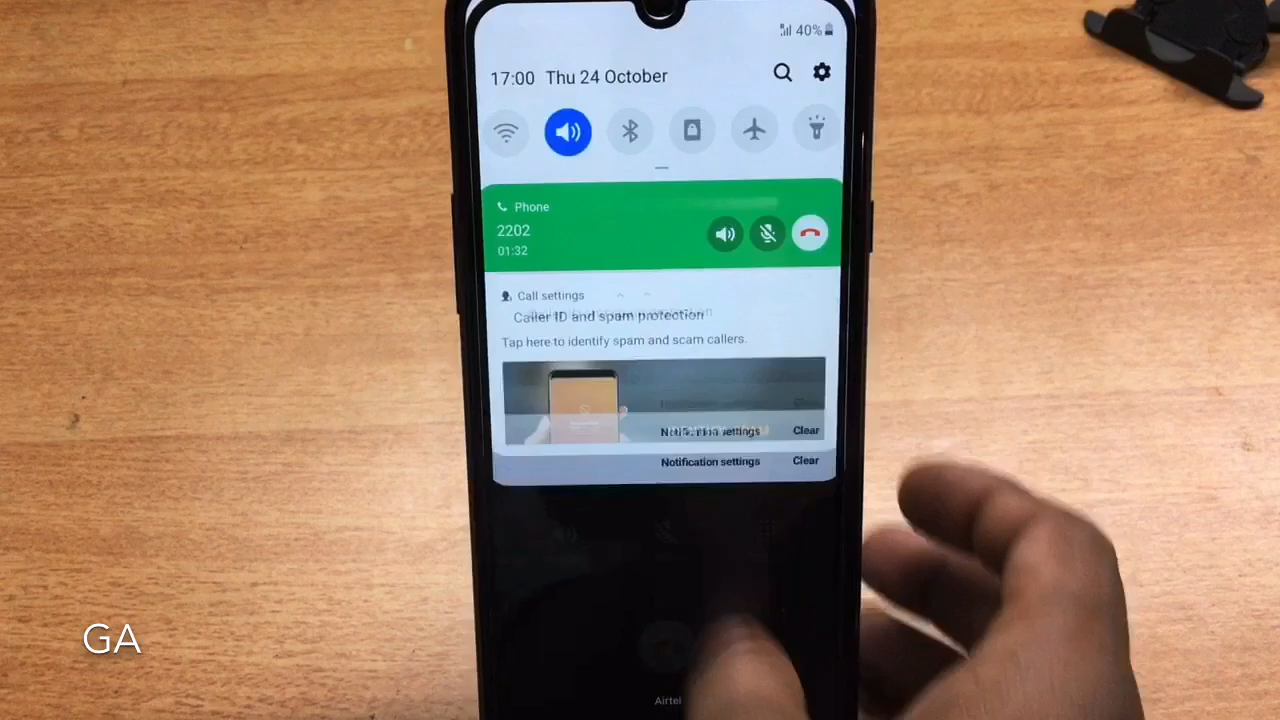 40%
17:00 Thu 24 October
Phone
2202
01:32
Call settings
Caller ID and spam protection
Tap here to identify spam and scam callers.
Notification settings Clear
Notification settings Clear
Airtel
GA